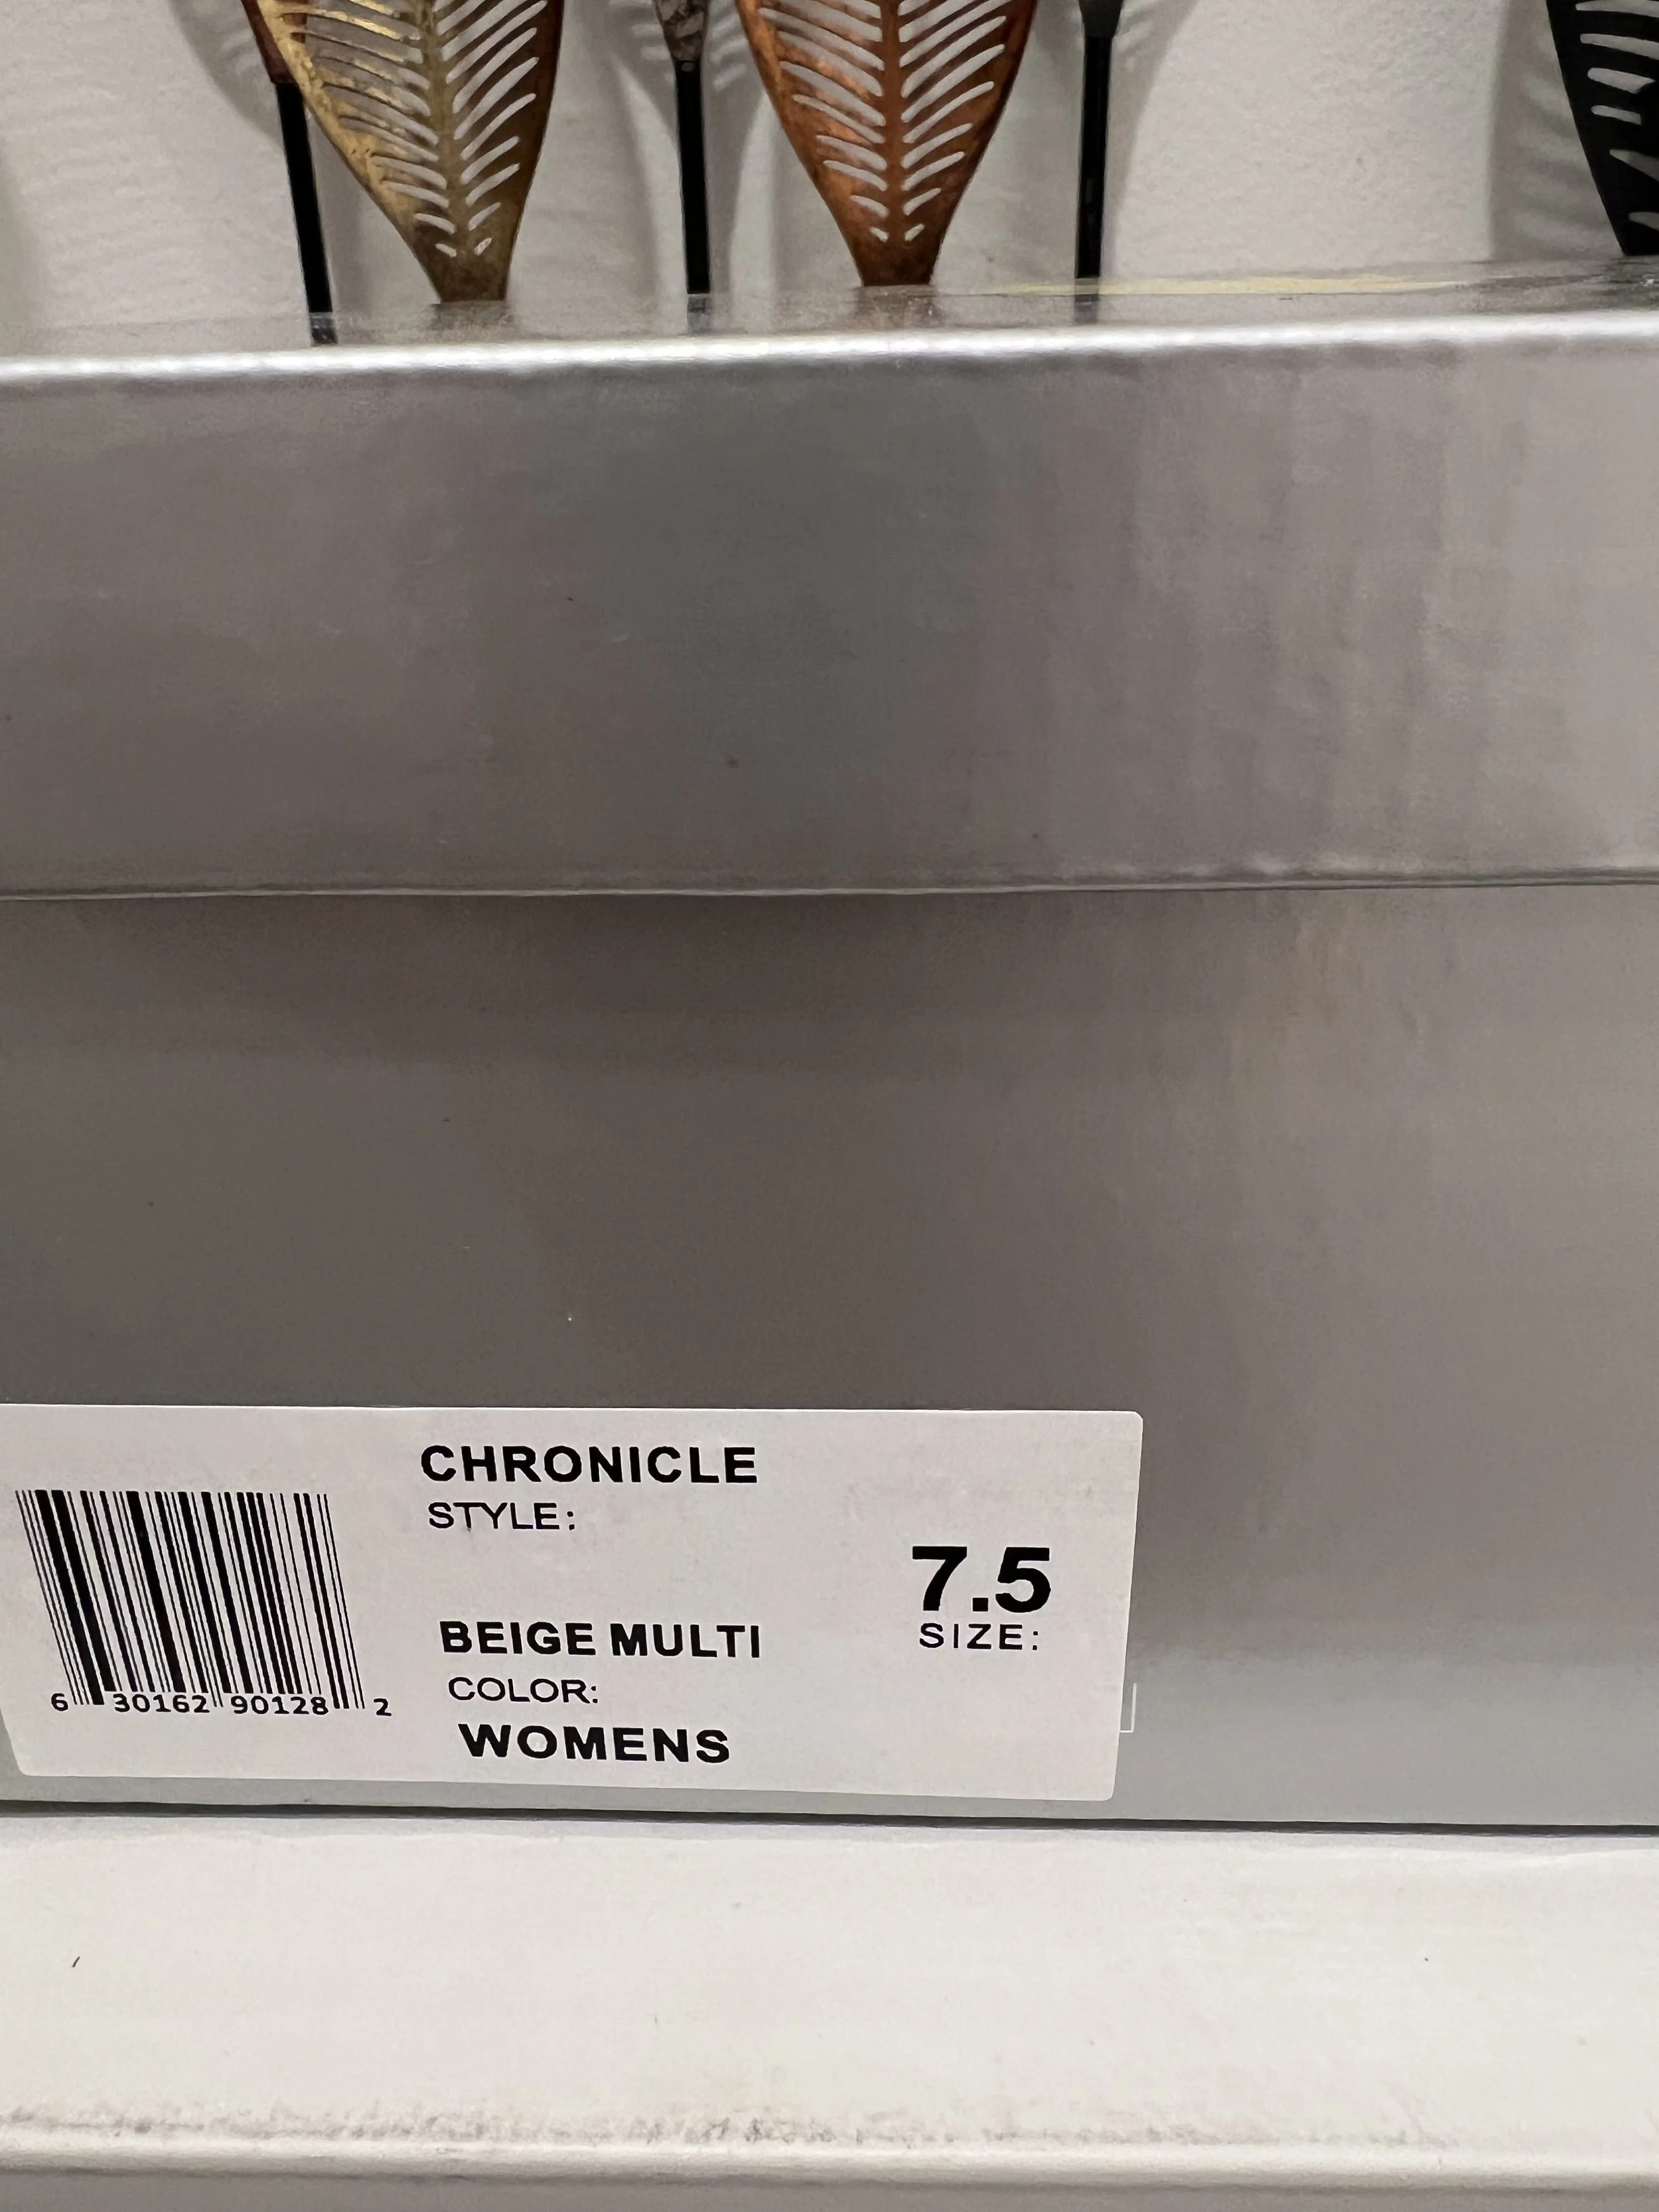 CHRONICLE
STYLE:
7.5
SIZE:
BEIGE MULTI
COLOR:
WOMENS
6 30162 90128 2